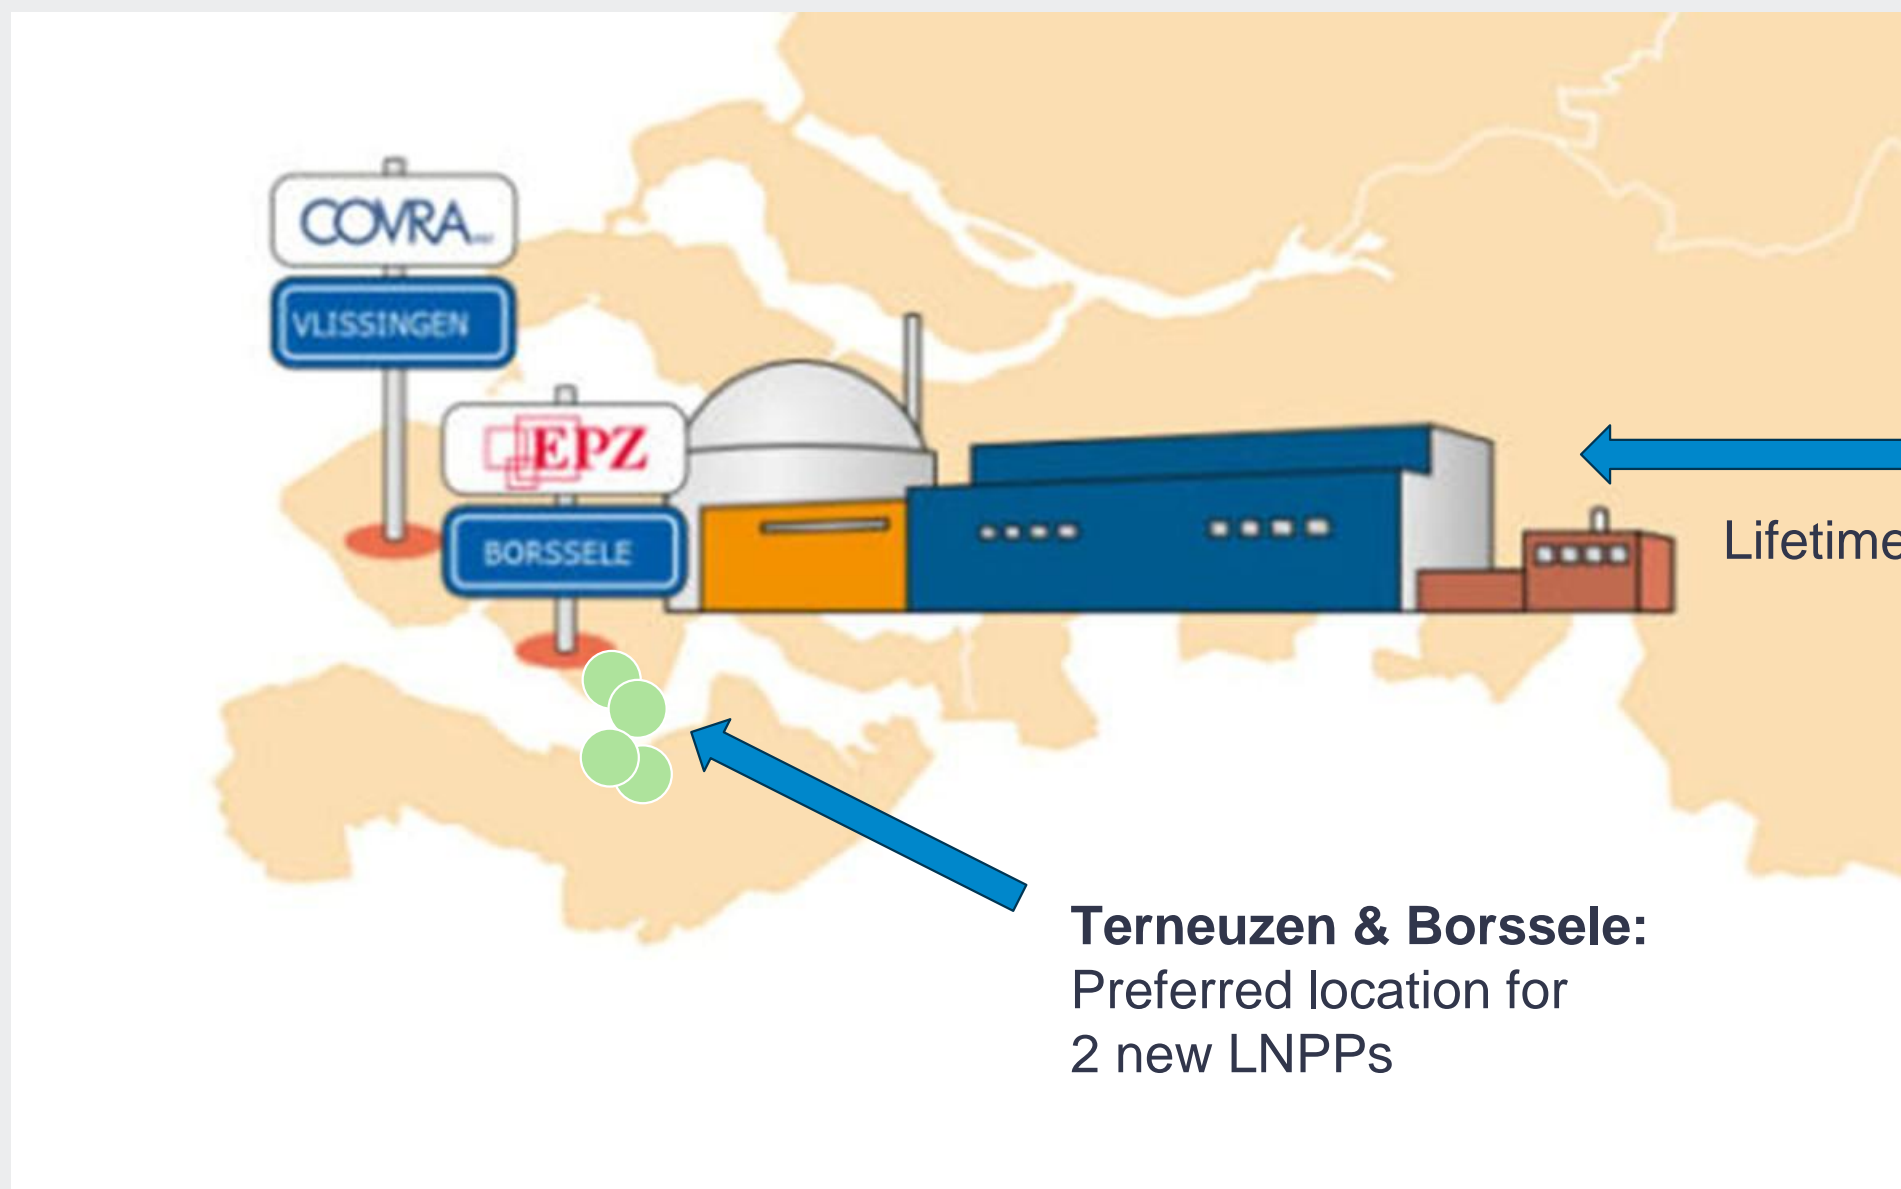 COVRA
VLISSINGEN
EPZ
BORSSELE
Lifetime
Terneuzen & Borssele:
Preferred location for
2 new LNPPs